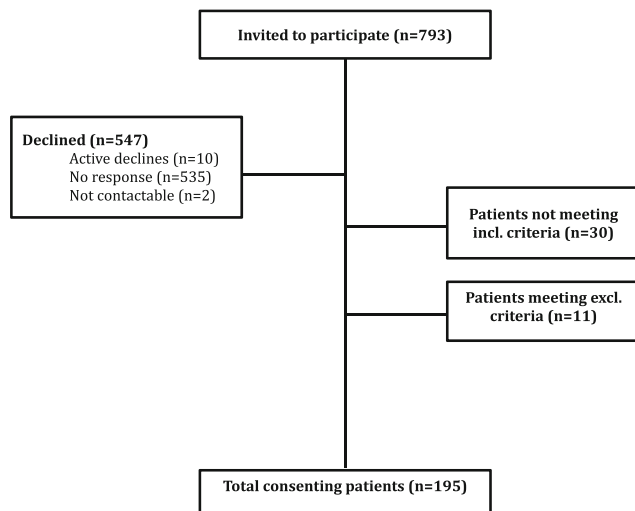 Invited to participate (n=793)
Declined (n=547)
Active declines (n=10)
No response (n=535)
Not contactable (n=2)
Patients not meeting
incl. criteria (n=30)
Patients meeting excl.
criteria (n=11)
Total consenting patients (n=195)